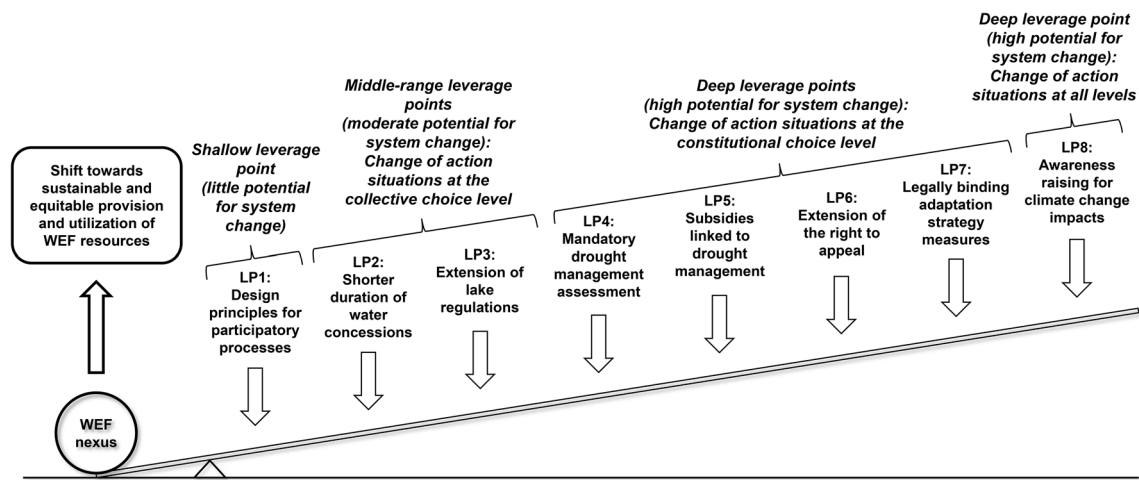 Shift towards
sustainable and
equitable provision
and utilization of
WEF resources
WEF
nexus
Shallow leverage
point
(little potential
for system
change)
LP1:
Design
principles for
participatory
processes
Middle-range leverage
points
(moderate potential for
system change):
Change of action
situations at the
collective choice level
LP2:
Shorter
duration of
water
concessions
LP3:
Extension of
lake
regulations
Deep leverage points
(high potential for system change):
Change of action situations at the
constitutional choice level
LP4:
Mandatory
drought
management
assessment
LP5:
Subsidies
linked to
drought
management
LP6:
Extension of
the right to
appeal
LP7:
Legally binding
adaptation
strategy
measures
Deep leverage point
(high potential for
system change):
Change of action
situations at all levels
LP8:
Awareness
raising for
climate change
impacts